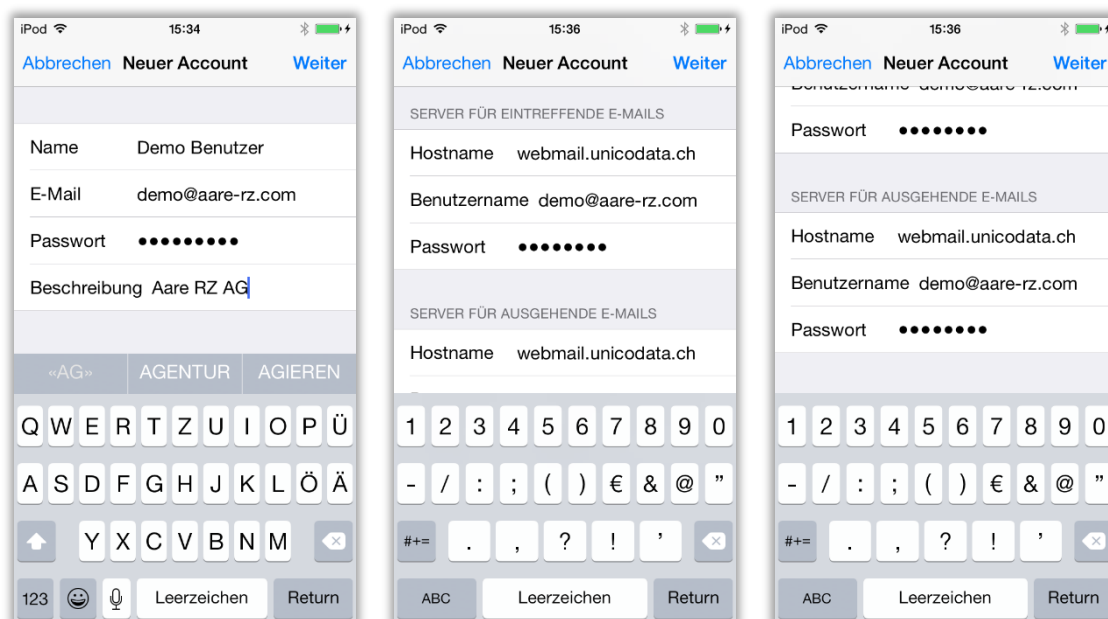 iPod 15:34
Abbrechen Neuer Account Weiter
Name Demo Benutzer
E-Mail demo@aare-rz.com
Passwort ●●●●●●●●●
Beschreibung Aare RZ AG
«AG» AGENTUR AGIEREN
Q W E R T Z U I O P Ü
A S D F G H J K L Ö Ä
Y X C V B N M
123 Leerzeichen Return
iPod 15:36
Abbrechen Neuer Account Weiter
SERVER FÜR EINTREFFENDE E-MAILS
Hostname webmail.unicodata.ch
Benutzername demo@aare-rz.com
Passwort ●●●●●●●●
SERVER FÜR AUSGEHENDE E-MAILS
Hostname webmail.unicodata.ch
1 2 3 4 5 6 7 8 9 0
- / : ; ( ) € & @ "
#+= . , ? ! '
ABC Leerzeichen Return
iPod 15:36
Abbrechen Neuer Account Weiter
Benutzername demo@aare-rz.com
Passwort ●●●●●●●●
SERVER FÜR AUSGEHENDE E-MAILS
Hostname webmail.unicodata.ch
Benutzername demo@aare-rz.com
Passwort ●●●●●●●●
1 2 3 4 5 6 7 8 9 0
- / : ; ( ) € & @ "
#+= . , ? ! '
ABC Leerzeichen Return